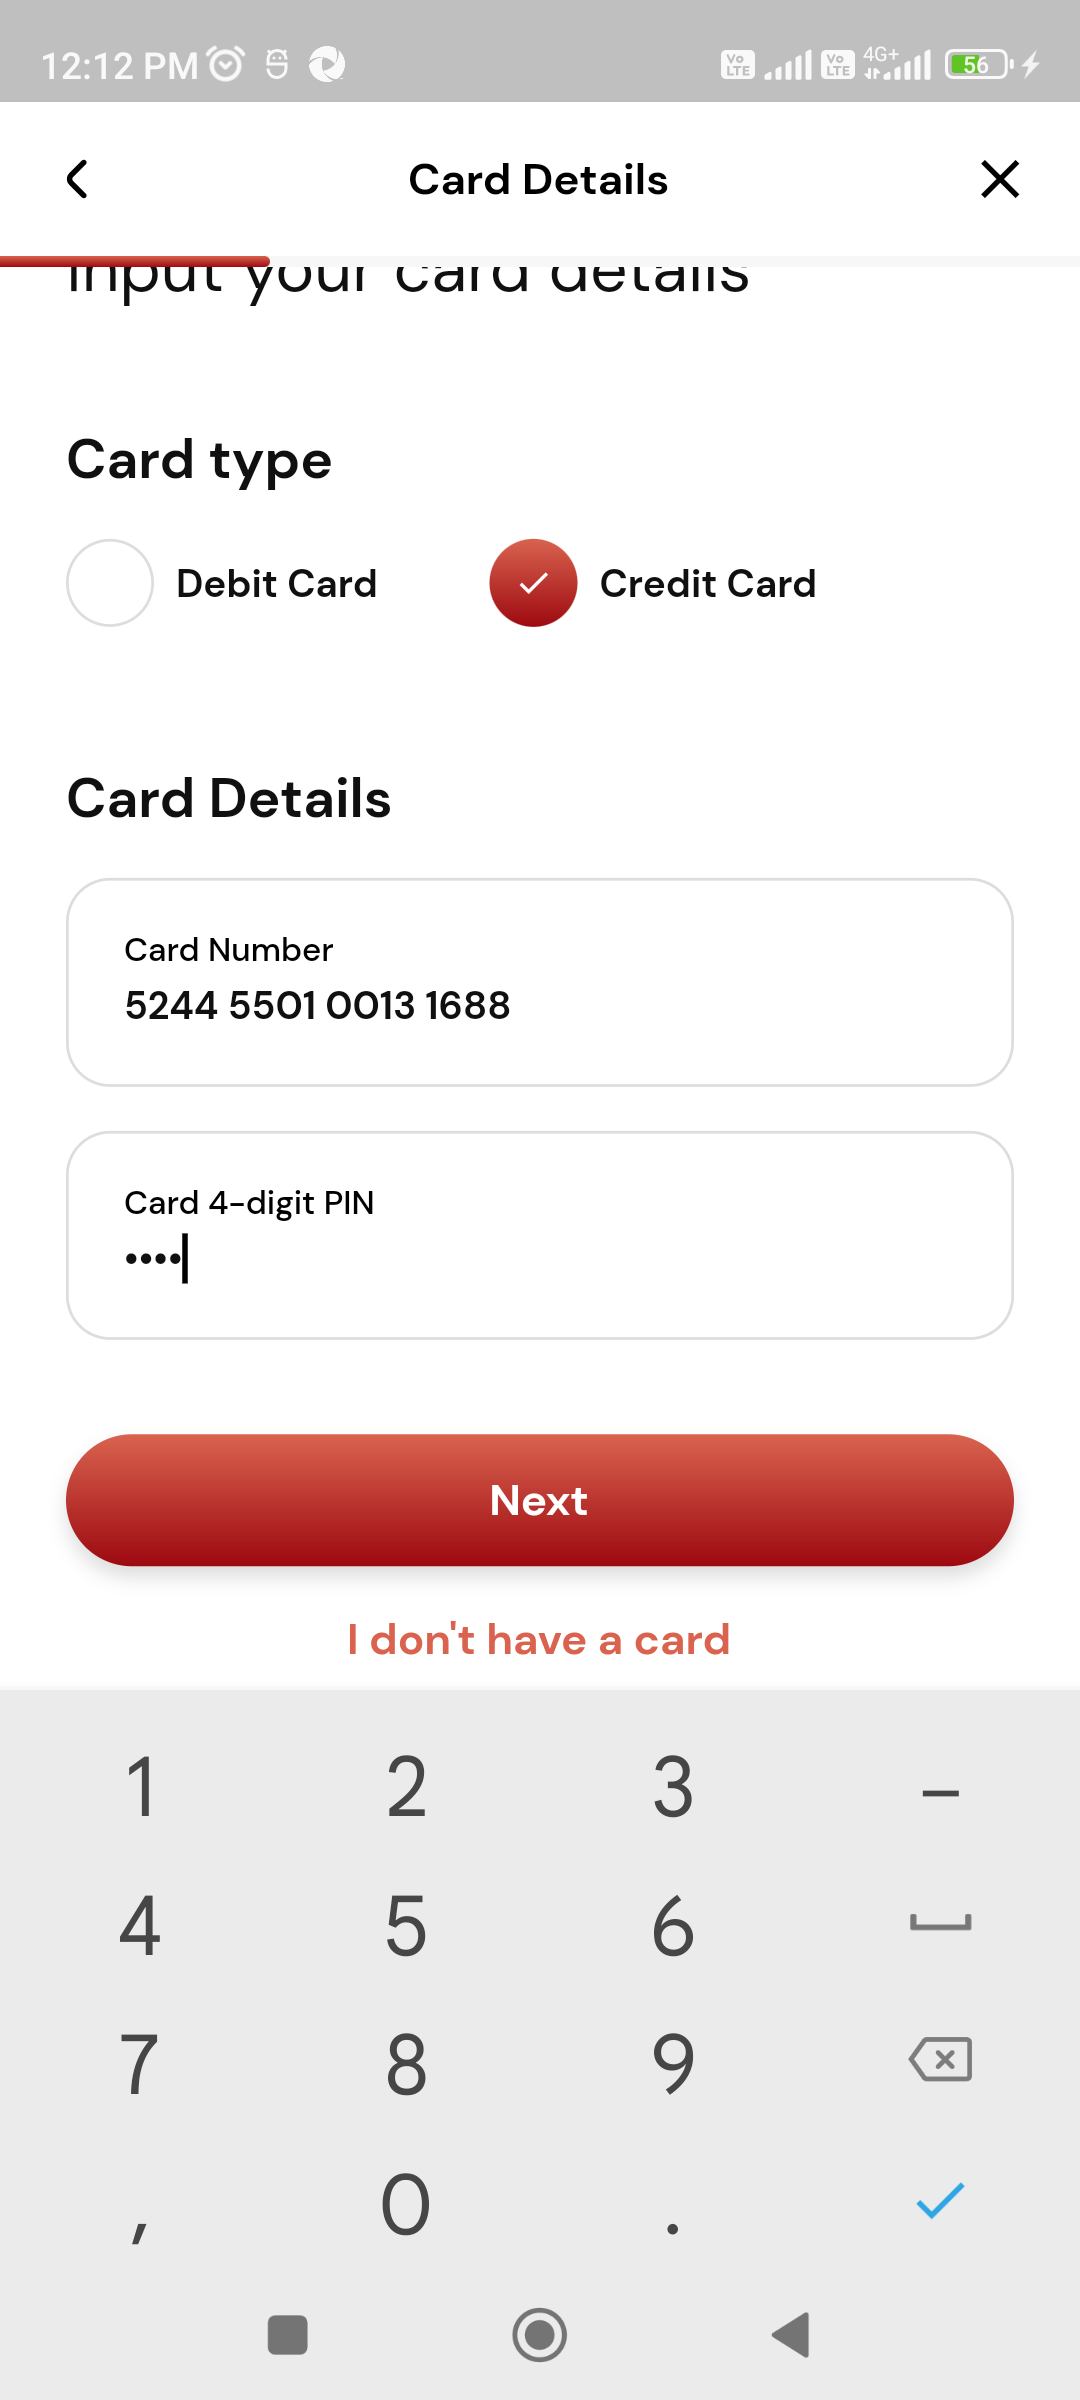 12:12 PM
Vo LTE Vo LTE 4G+ 56
Card Details
Input your card details
Card type
Debit Card Credit Card
Card Details
Card Number
5244 5501 0013 1688
Card 4-digit PIN
••••
Next
I don't have a card
1 2 3 –
4 5 6
7 8 9
, 0 .